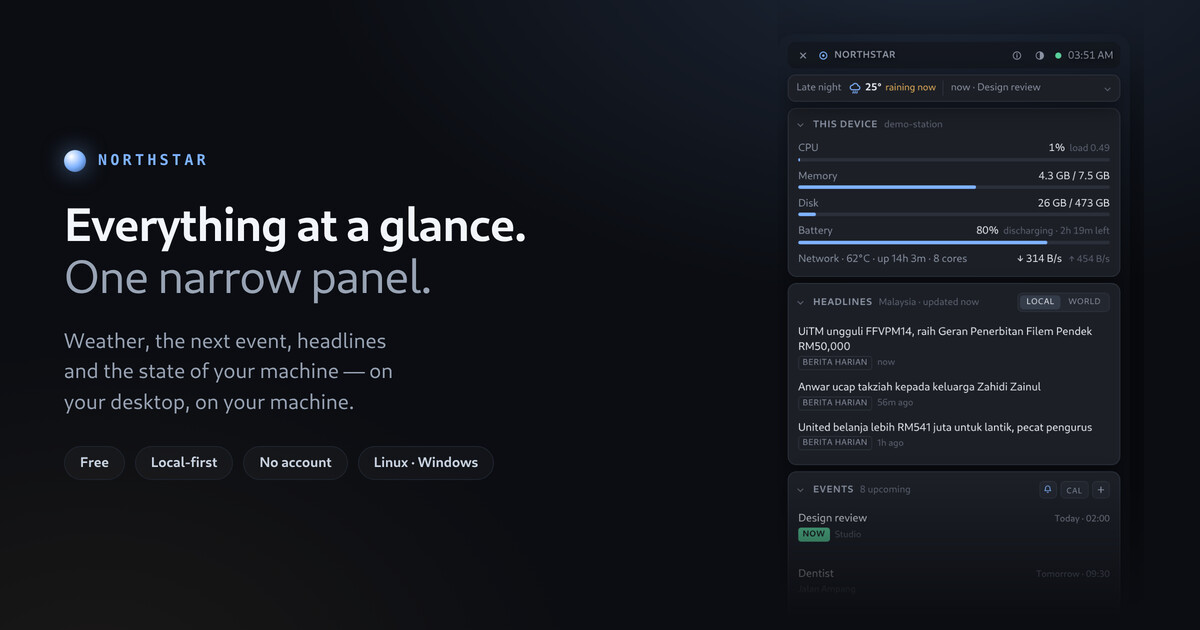 NORTHSTAR
Everything at a glance.
One narrow panel.
Weather, the next event, headlines
and the state of your machine — on
your desktop, on your machine.
Free
Local-first
No account
Linux · Windows
NORTHSTAR
03:51 AM
Late night 25° raining now now · Design review
THIS DEVICE demo-station
CPU 1% load 0.49
Memory 4.3 GB / 7.5 GB
Disk 26 GB / 473 GB
Battery 80% discharging · 2h 19m left
Network · 62°C · up 14h 3m · 8 cores ↓ 314 B/s ↑ 454 B/s
HEADLINES Malaysia · updated now LOCAL WORLD
UiTM ungguli FFVPM14, raih Geran Penerbitan Filem Pendek
RM50,000
BERITA HARIAN now
Anwar ucap takziah kepada keluarga Zahidi Zainul
BERITA HARIAN 56m ago
United belanja lebih RM541 juta untuk lantik, pecat pengurus
BERITA HARIAN 1h ago
EVENTS 8 upcoming CAL +
Design review Today · 02:00
NOW Studio
Dentist Tomorrow · 09:30
Jalan Ampang